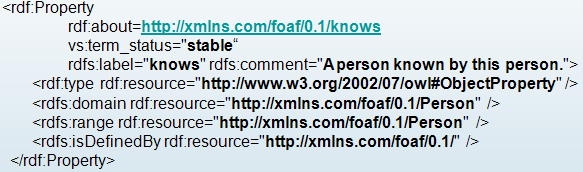 <rdf:Property
rdf:about=http://xmlns.com/foaf/0.1/knows
vs:term_status="stable“
rdfs:label="knows" rdfs:comment="A person known by this person.">
<rdf:type rdf:resource="http://www.w3.org/2002/07/owl#ObjectProperty" />
<rdfs:domain rdf:resource="http://xmlns.com/foaf/0.1/Person" />
<rdfs:range rdf:resource="http://xmlns.com/foaf/0.1/Person" />
<rdfs:isDefinedBy rdf:resource="http://xmlns.com/foaf/0.1/" />
</rdf:Property>